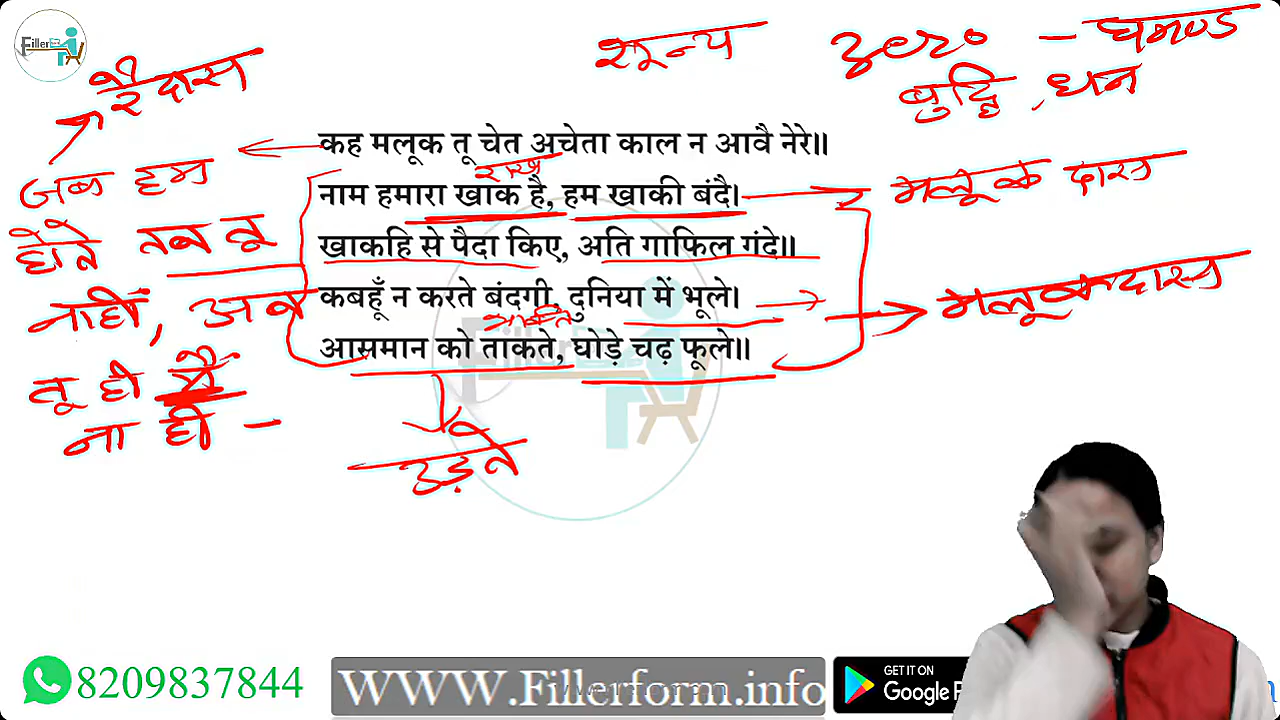 Filler
शून्य zero – घमण्ड
बुद्धि, धन
रैदास
कह मलूक तू चेत अचेता काल न आवै नेरे॥
राख
नाम हमारा खाक है, हम खाकी बंदै।
मलूक दास
खाकहि से पैदा किए, अति गाफिल गंदे॥
कबहूँ न करते बंदगी, दुनिया में भूले।
मलूकदास
आसमान को ताकते, घोड़े चढ़ फूले॥
उड़ते
जब हम
होते तब तू
नाहीं, अब
तू ही मैं
ना ही –
8209837844
WWW.Fillerform.info
GET IT ON
Google